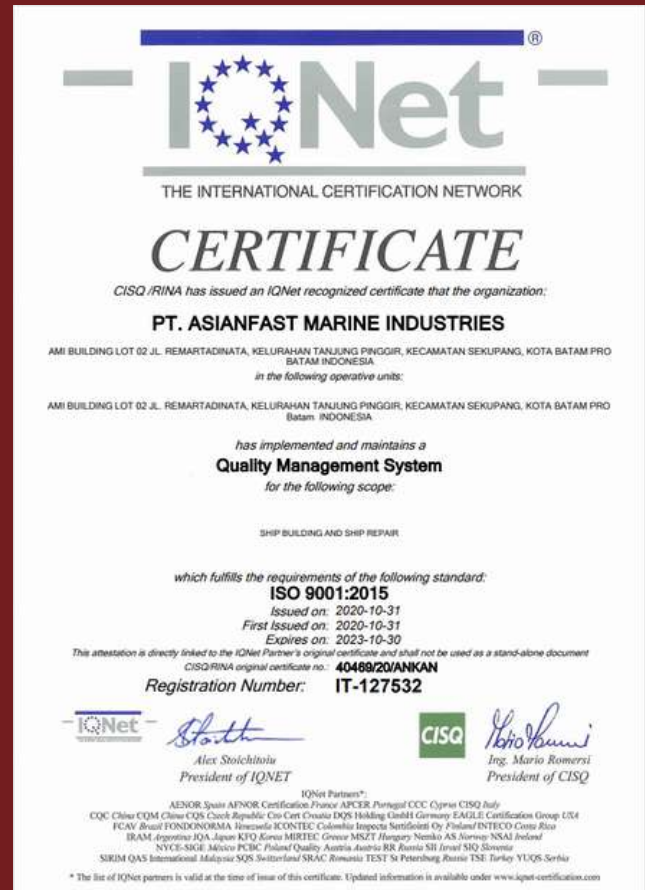 ®
IQNet
THE INTERNATIONAL CERTIFICATION NETWORK
CERTIFICATE
CISQ /RINA has issued an IQNet recognized certificate that the organization:
PT. ASIANFAST MARINE INDUSTRIES
AMI BUILDING LOT 02 JL. REMARTADINATA, KELURAHAN TANJUNG PINGGIR, KECAMATAN SEKUPANG, KOTA BATAM PRO
BATAM INDONESIA
in the following operative units:
AMI BUILDING LOT 02 JL. REMARTADINATA, KELURAHAN TANJUNG PINGGIR, KECAMATAN SEKUPANG, KOTA BATAM PRO
Batam INDONESIA
has implemented and maintains a
Quality Management System
for the following scope:
SHIP BUILDING AND SHIP REPAIR
which fulfills the requirements of the following standard:
ISO 9001:2015
Issued on: 2020-10-31
First Issued on: 2020-10-31
Expires on: 2023-10-30
This attestation is directly linked to the IQNet Partner's original certificate and shall not be used as a stand-alone document
CISQ/RINA original certificate no.: 40469/20/ANKAN
Registration Number: IT-127532
IQNet
CISQ
Alex Stoichitoiu
President of IQNET
Ing. Mario Romersi
President of CISQ
IQNet Partners*:
AENOR Spain AFNOR Certification France APCER Portugal CCC Cyprus CISQ Italy
CQC China CQM China CQS Czech Republic Cro Cert Croatia DQS Holding GmbH Germany EAGLE Certification Group USA
FCAV Brazil FONDONORMA Venezuela ICONTEC Colombia Inspecta Sertifiointi Oy Finland INTECO Costa Rica
IRAM Argentina JQA Japan KFQ Korea MIRTEC Greece MSZT Hungary Nemko AS Norway NSAI Ireland
NYCE-SIGE México PCBC Poland Quality Austria Austria RR Russia SII Israel SIQ Slovenia
SIRIM QAS International Malaysia SQS Switzerland SRAC Romania TEST St Petersburg Russia TSE Turkey YUQS Serbia
* The list of IQNet partners is valid at the time of issue of this certificate. Updated information is available under www.iqnet-certification.com